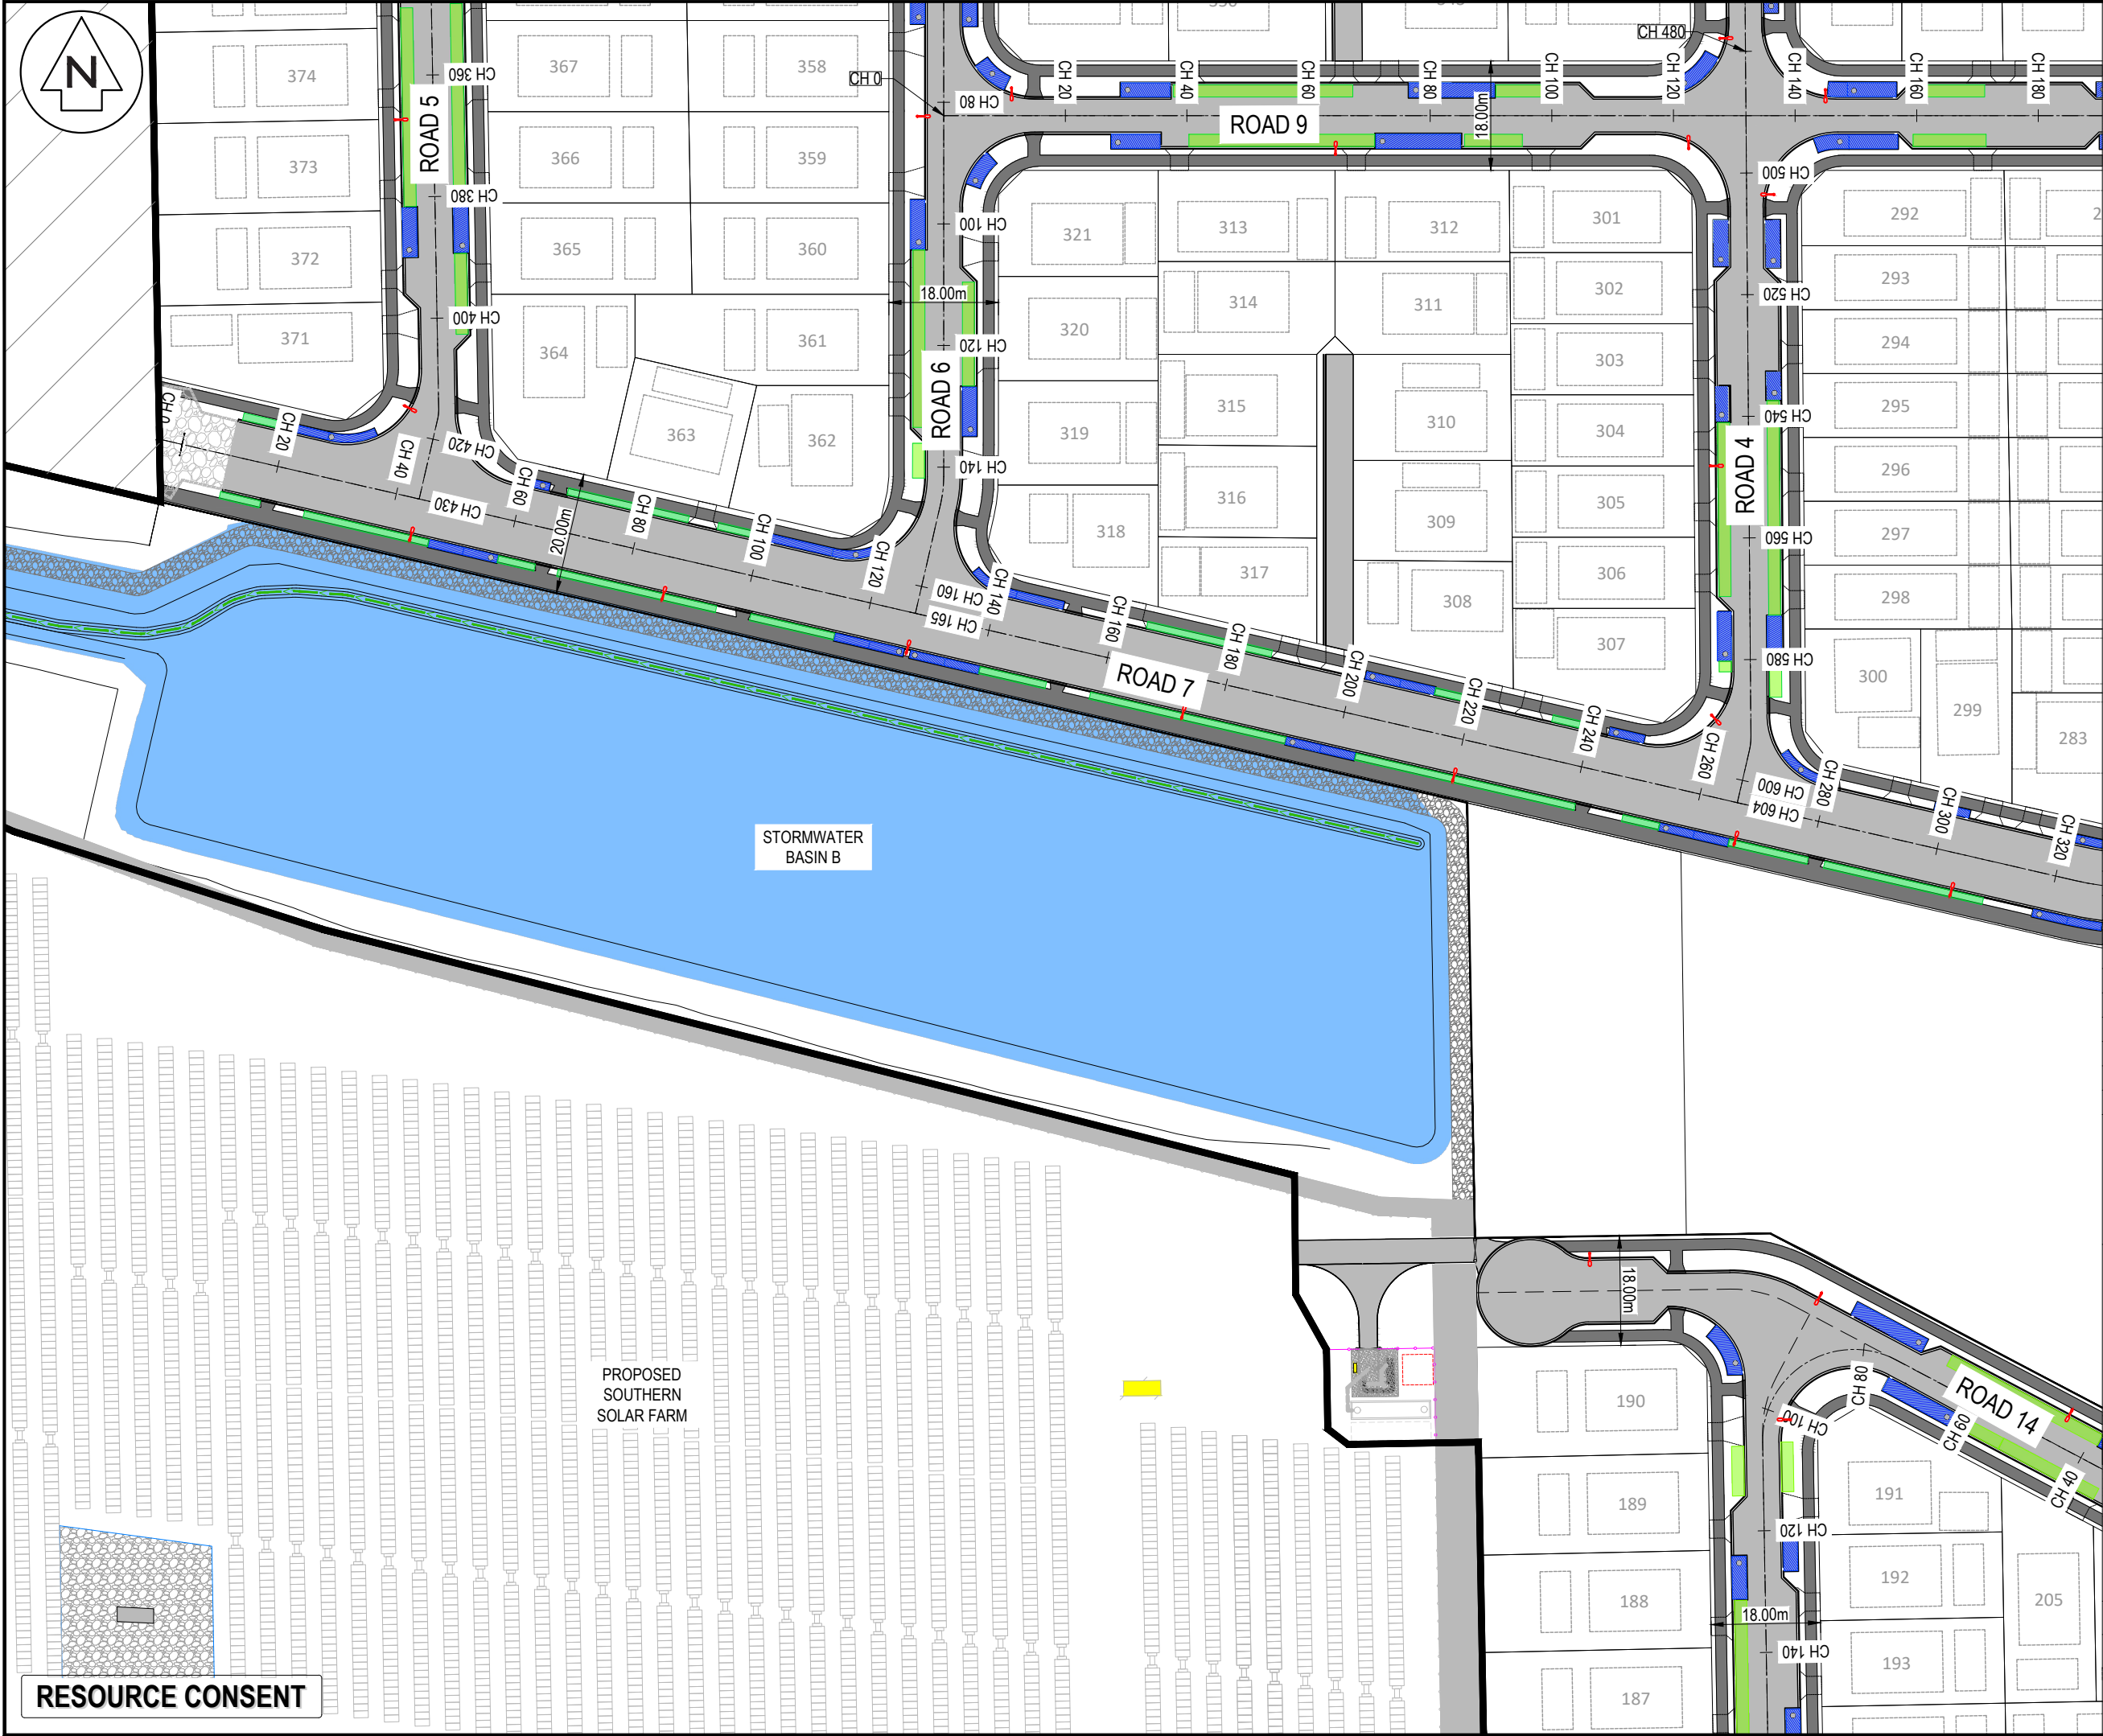 N
374
373
372
371
CH 360
CH 380
CH 400
ROAD 5
367
358
366
359
365
360
364
361
363
362
CH 0
CH 80
CH 100
CH 120
CH 140
18.00m
ROAD 6
CH 20
CH 40
CH 60
CH 80
CH 100
CH 120
CH 140
CH 160
CH 180
ROAD 9
18.00m
CH 480
CH 500
CH 520
CH 540
CH 560
CH 580
CH 600
CH 604
ROAD 4
321
313
312
301
292
320
314
311
302
293
303
294
319
315
310
304
295
305
296
318
316
309
306
297
317
308
307
298
300
299
283
CH 0
CH 20
CH 40
CH 420
CH 430
CH 60
20.00m
CH 80
CH 100
CH 120
CH 160
CH 165
CH 140
CH 160
CH 180
ROAD 7
CH 200
CH 220
CH 240
CH 260
CH 280
CH 300
CH 320
STORMWATER
BASIN B
PROPOSED
SOUTHERN
SOLAR FARM
18.00m
CH 80
CH 100
CH 60
ROAD 14
CH 40
CH 120
18.00m
CH 140
190
189
188
187
191
192
193
205
RESOURCE CONSENT